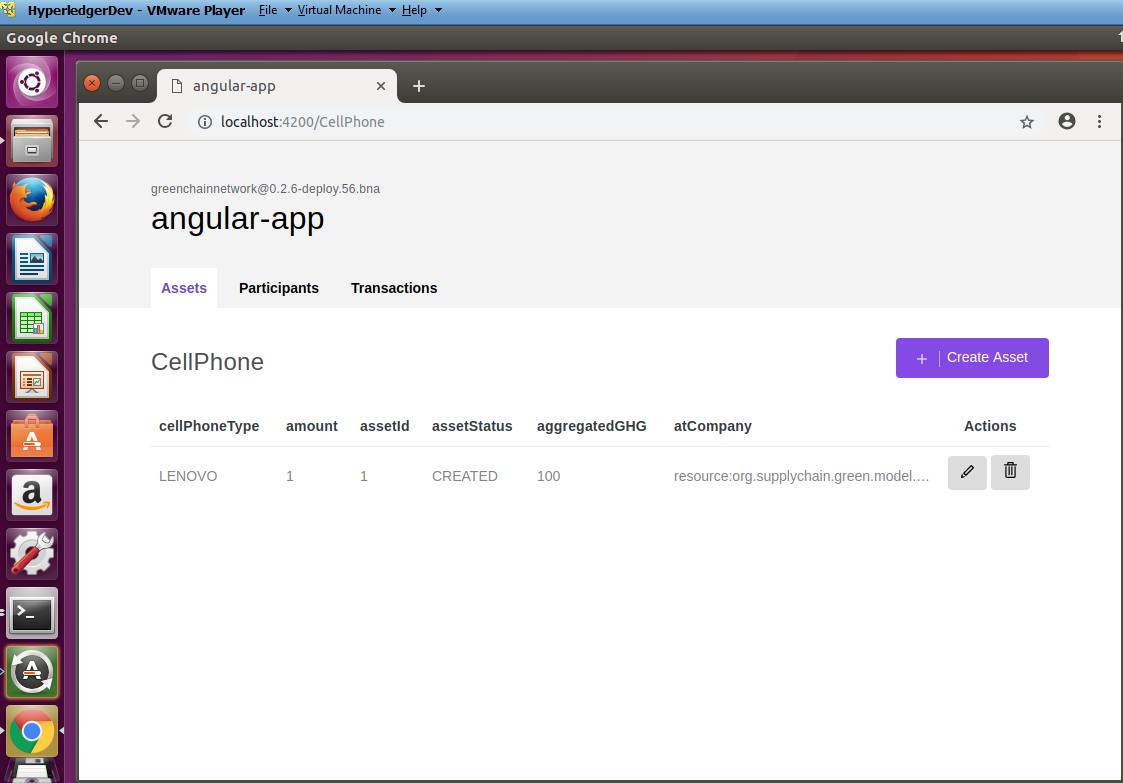 HyperledgerDev - VMware Player File Virtual Machine Help
Google Chrome
angular-app
localhost:4200/CellPhone
greenchainnetwork@0.2.6-deploy.56.bna
angular-app
Assets Participants Transactions
CellPhone
+ | Create Asset
cellPhoneType amount assetId assetStatus aggregatedGHG atCompany Actions
LENOVO 1 1 CREATED 100 resource:org.supplychain.green.model.…